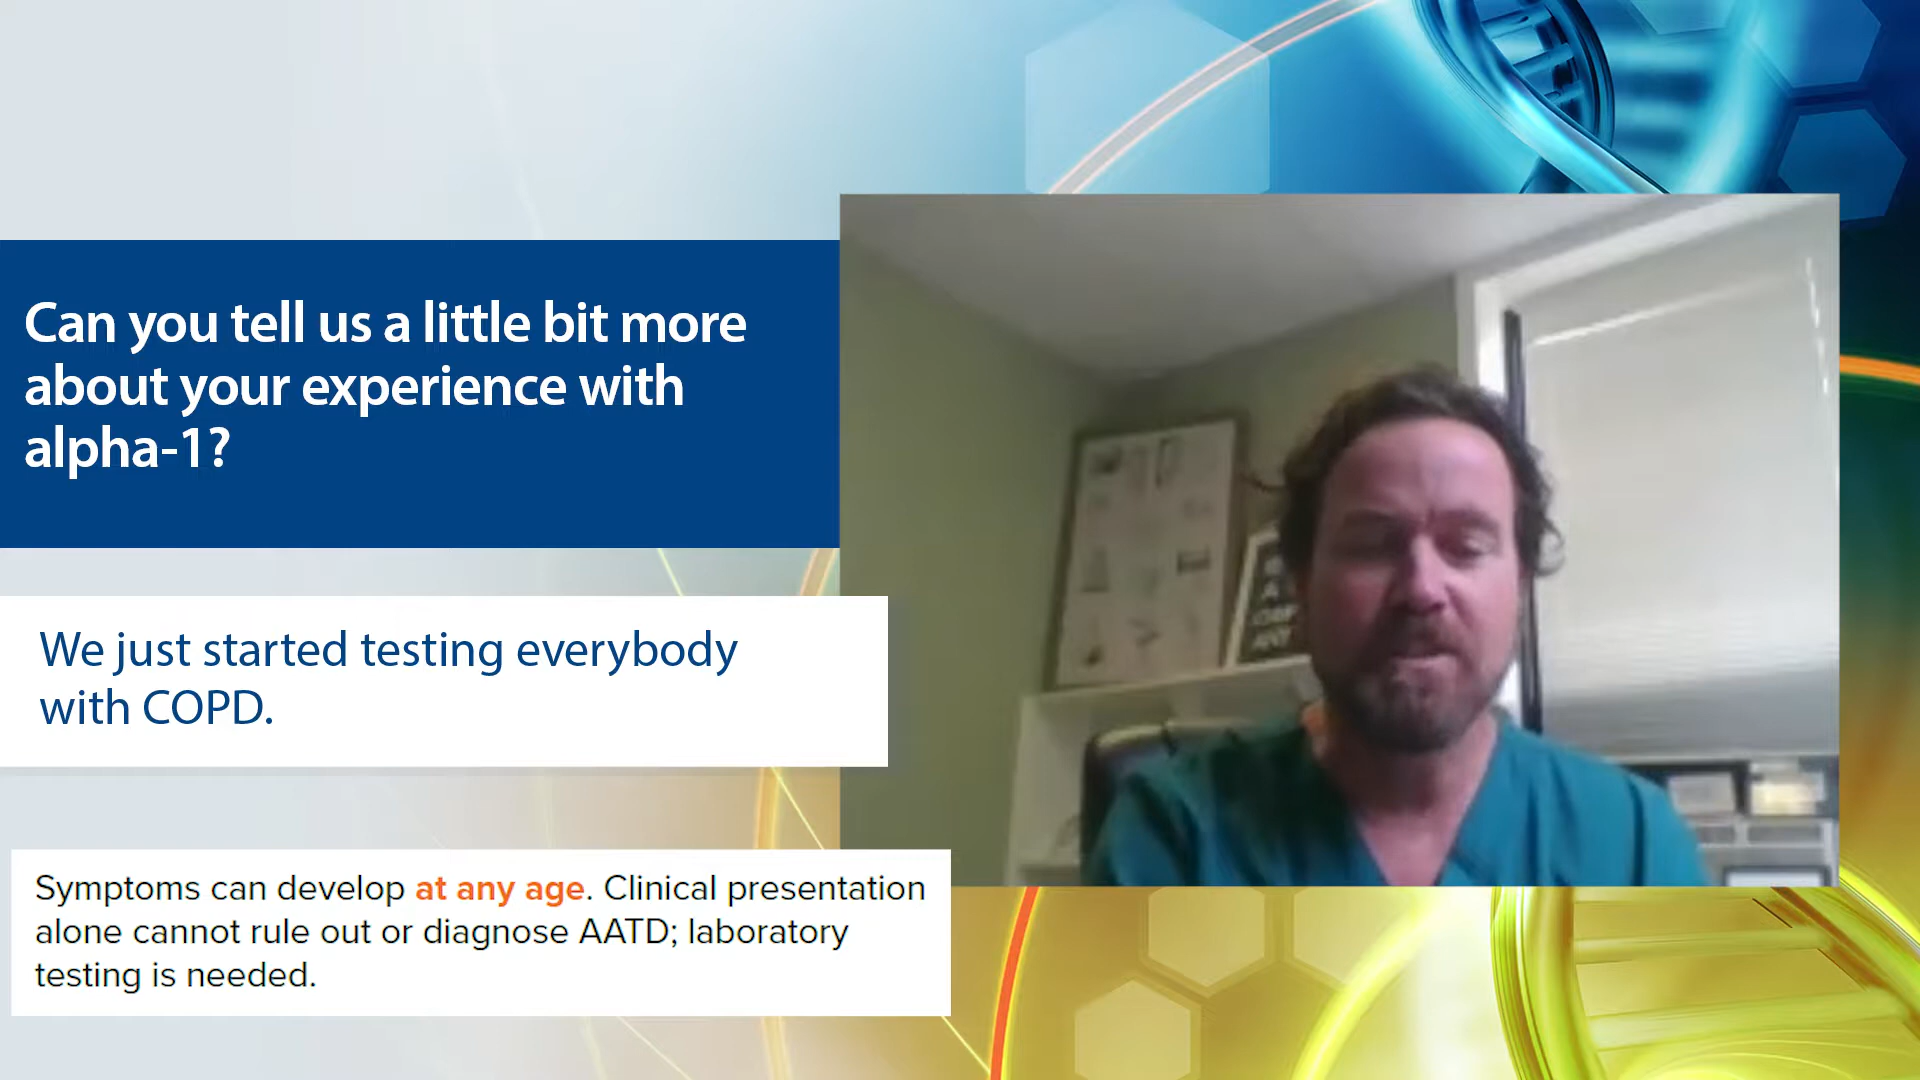 Can you tell us a little bit more
about your experience with
alpha-1?
We just started testing everybody
with COPD.
Symptoms can develop at any age. Clinical presentation
alone cannot rule out or diagnose AATD; laboratory
testing is needed.